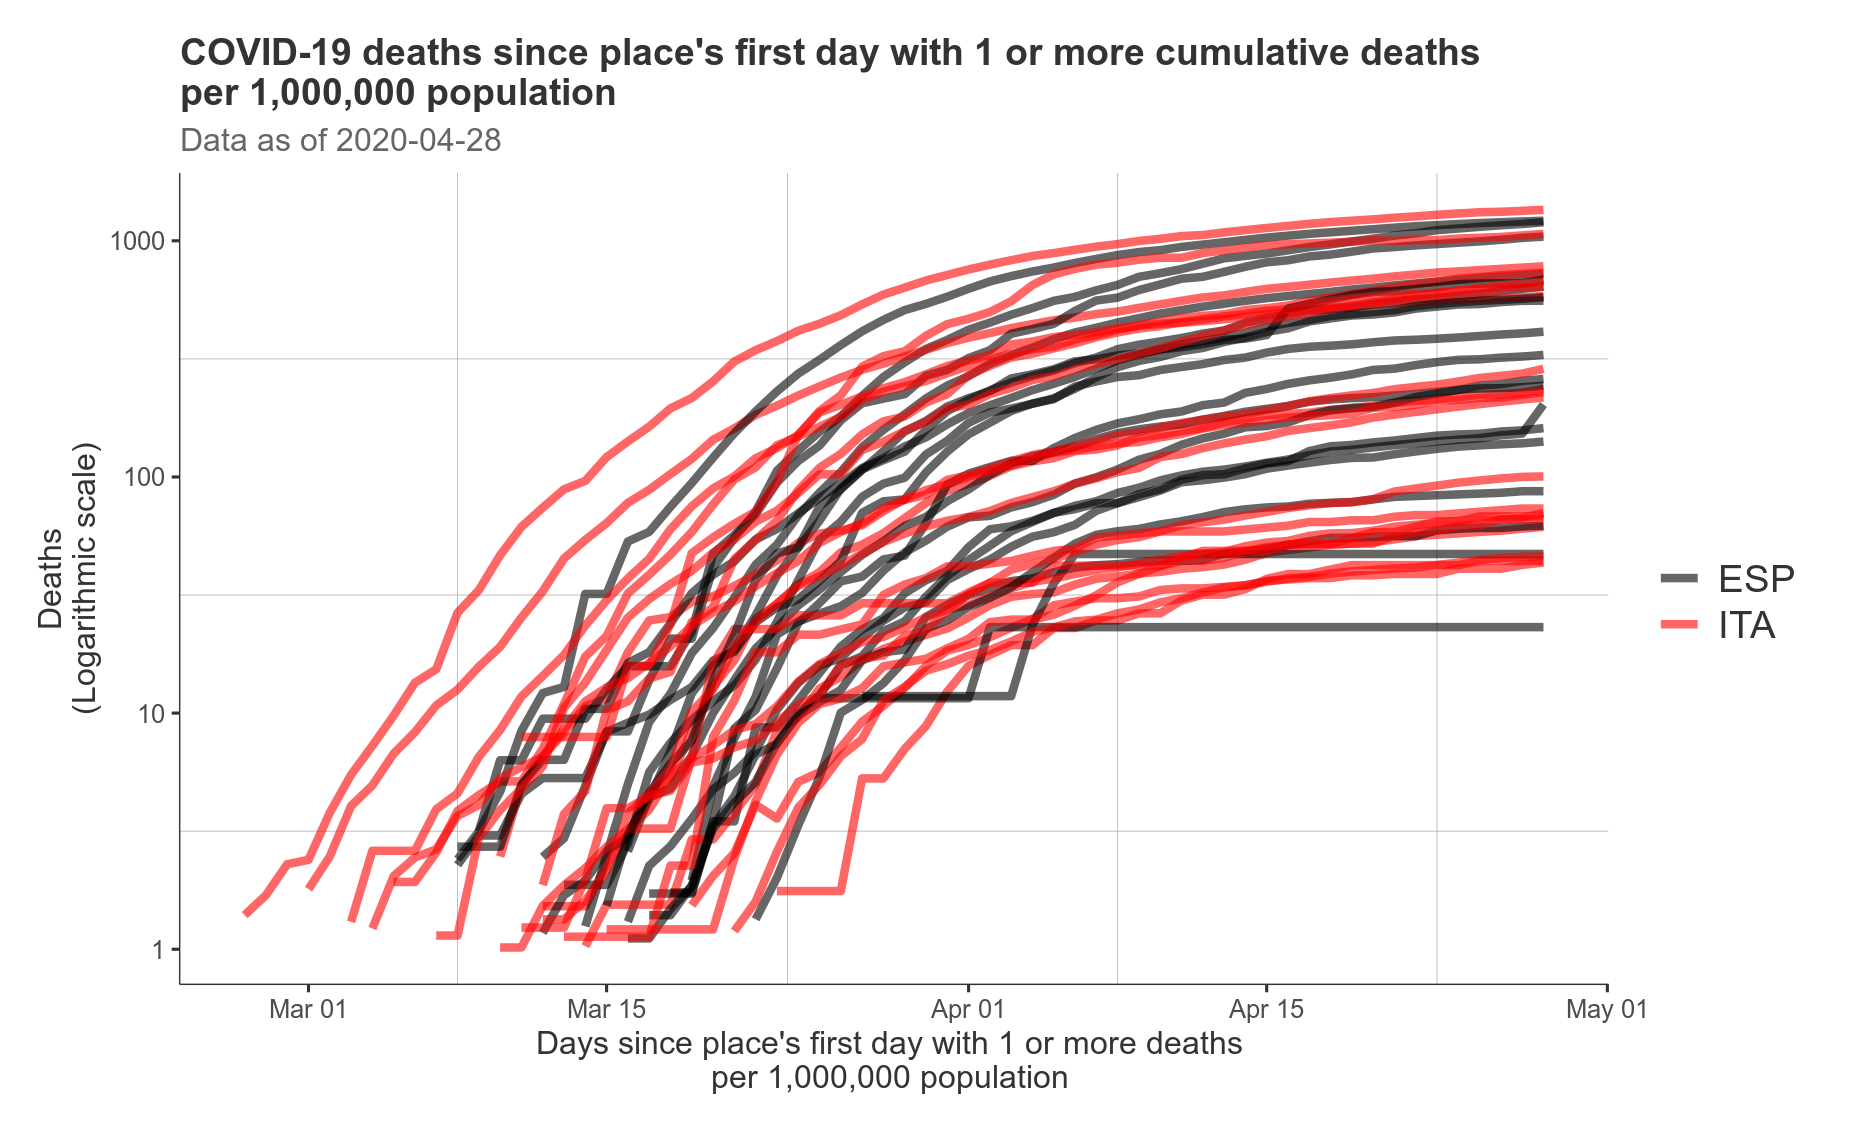 COVID-19 deaths since place's first day with 1 or more cumulative deaths
per 1,000,000 population
Data as of 2020-04-28
Deaths
(Logarithmic scale)
1000
100
10
1
Mar 01
Mar 15
Apr 01
Apr 15
May 01
Days since place's first day with 1 or more deaths
per 1,000,000 population
ESP
ITA